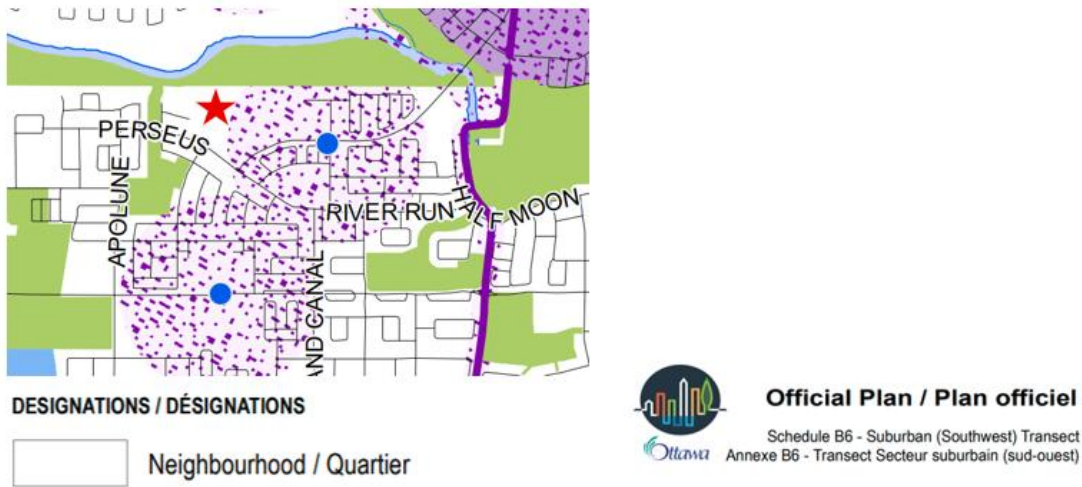 PERSEUS
APOLUNE
RIVER RUN
HALF MOON
AND CANAL
DESIGNATIONS / DÉSIGNATIONS
Neighbourhood / Quartier
Official Plan / Plan officiel
Schedule B6 - Suburban (Southwest) Transect
Ottawa
Annexe B6 - Transect Secteur suburbain (sud-ouest)